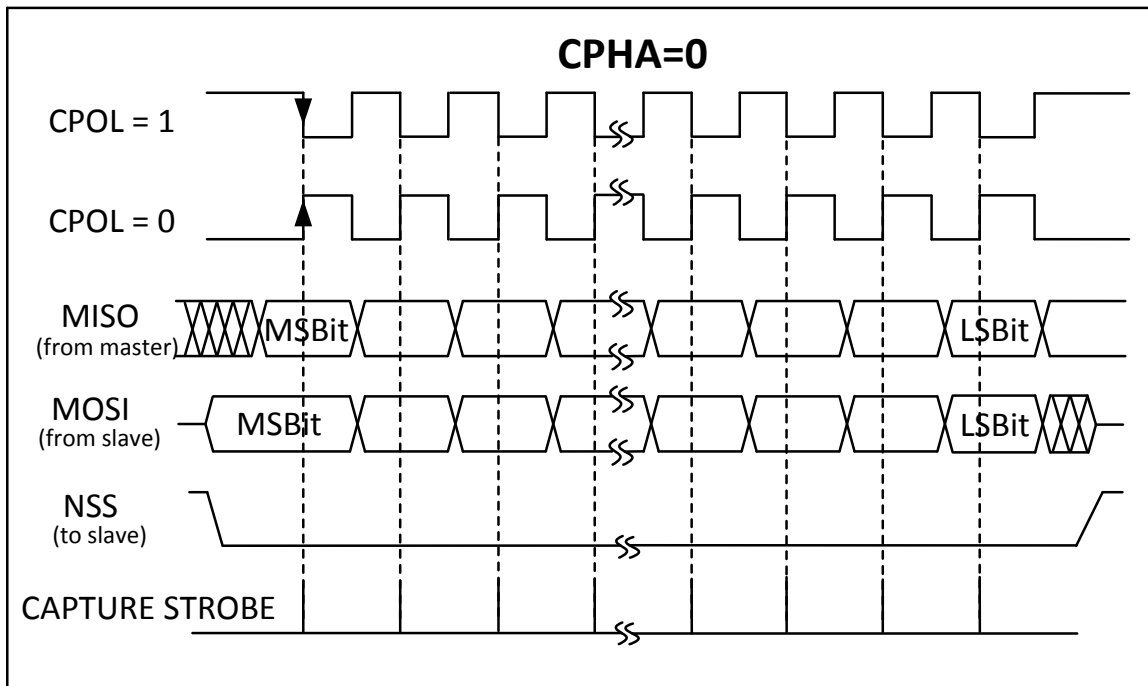 CPHA=0
CPOL = 1
CPOL = 0
MISO
(from master)
MSBit
LSBit
MOSI
(from slave)
MSBit
LSBit
NSS
(to slave)
CAPTURE STROBE